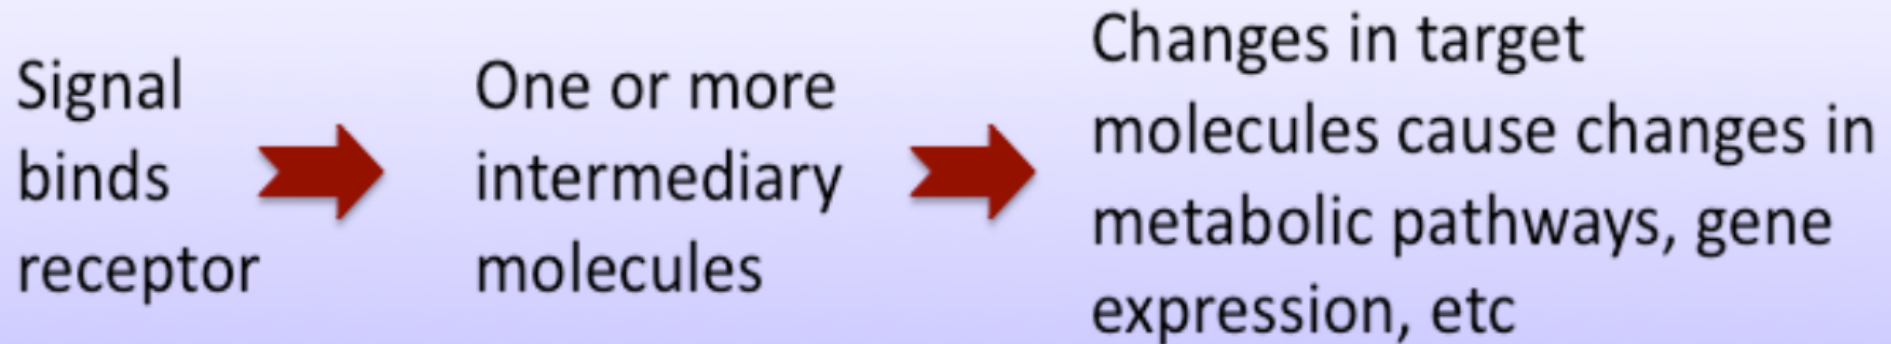 Signal
binds
receptor
One or more
intermediary
molecules
Changes in target
molecules cause changes in
metabolic pathways, gene
expression, etc